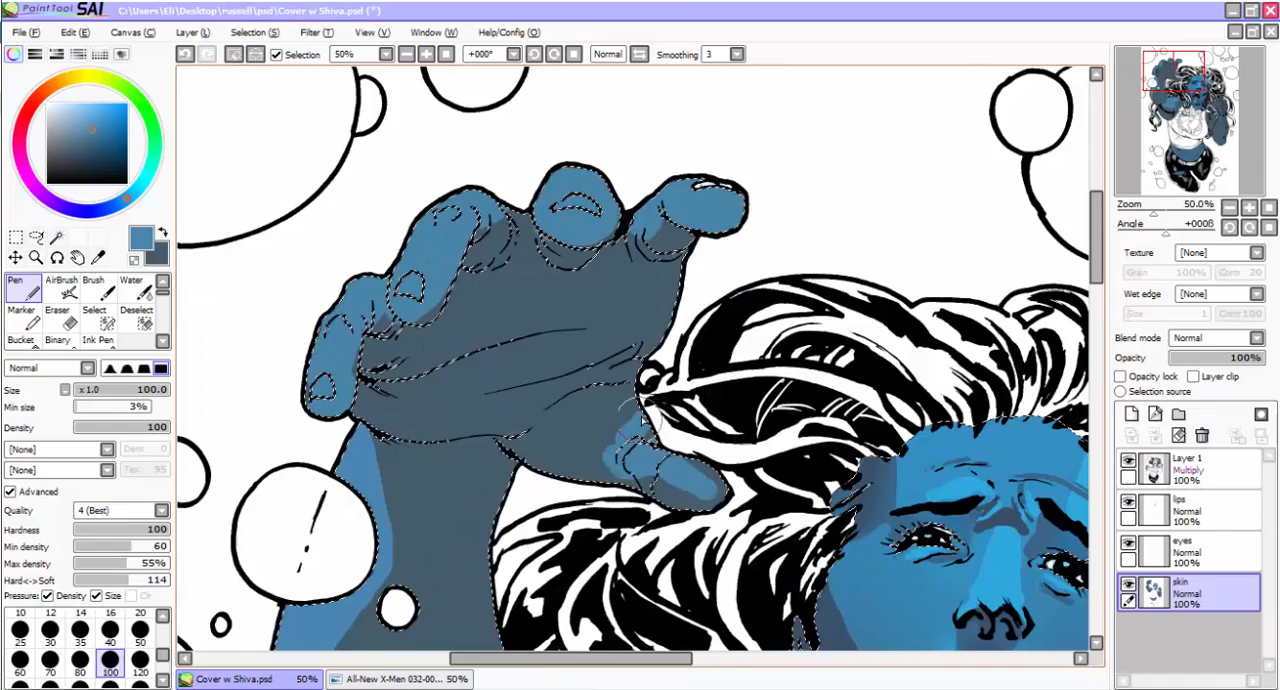 PaintTool SAI C:\Users\Eli\Desktop\russell\psd\Cover w Shiva.psd (*)
File (F) Edit (E) Canvas (C) Layer (L) Selection (S) Filter (T) View (V) Window (W) Help/Config (O)
Selection 50% +000° Normal Smoothing 3
Pen AirBrush Brush Water
Marker Eraser Select Deselect
Bucket Binary Ink Pen
Normal
Size x 1.0 100.0
Min size 3%
Density 100
[None]
[None]
Advanced
Quality 4 (Best)
Hardness 100
Min density 60
Max density 55%
Hard<->Soft 114
Pressure: Density Size
10 12 14 16 20
25 30 35 40 50
60 70 80 100 120
Zoom 50.0%
Angle
Texture [None]
Wet edge [None]
Blend mode Normal
Opacity 100%
Opacity lock Layer clip
Selection source
Layer 1
Multiply
100%
lips
Normal
100%
eyes
Normal
100%
skin
Normal
100%
Cover w Shiva.psd 50% All-New X-Men 032-00... 50%